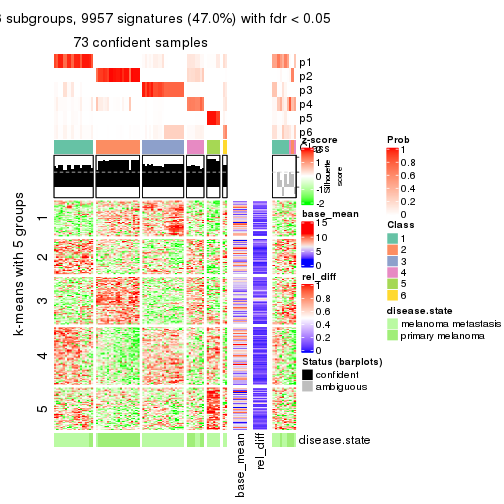 subgroups, 9957 signatures (47.0%) with fdr < 0.05
73 confident samples
p1
p2
p3
p4
p5
p6
Class
Silhouette
score
k-means with 5 groups
1
2
3
4
5
base_mean
rel_diff
disease.state
z-score
2
1
0
-1
-2
base_mean
15
10
5
0
rel_diff
1
0.8
0.6
0.4
0.2
0
Status (barplots)
confident
ambiguous
Prob
1
0.8
0.6
0.4
0.2
0
Class
1
2
3
4
5
6
disease.state
melanoma metastasis
primary melanoma